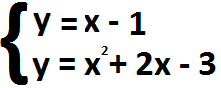 y = x - 1
y = x² + 2x - 3